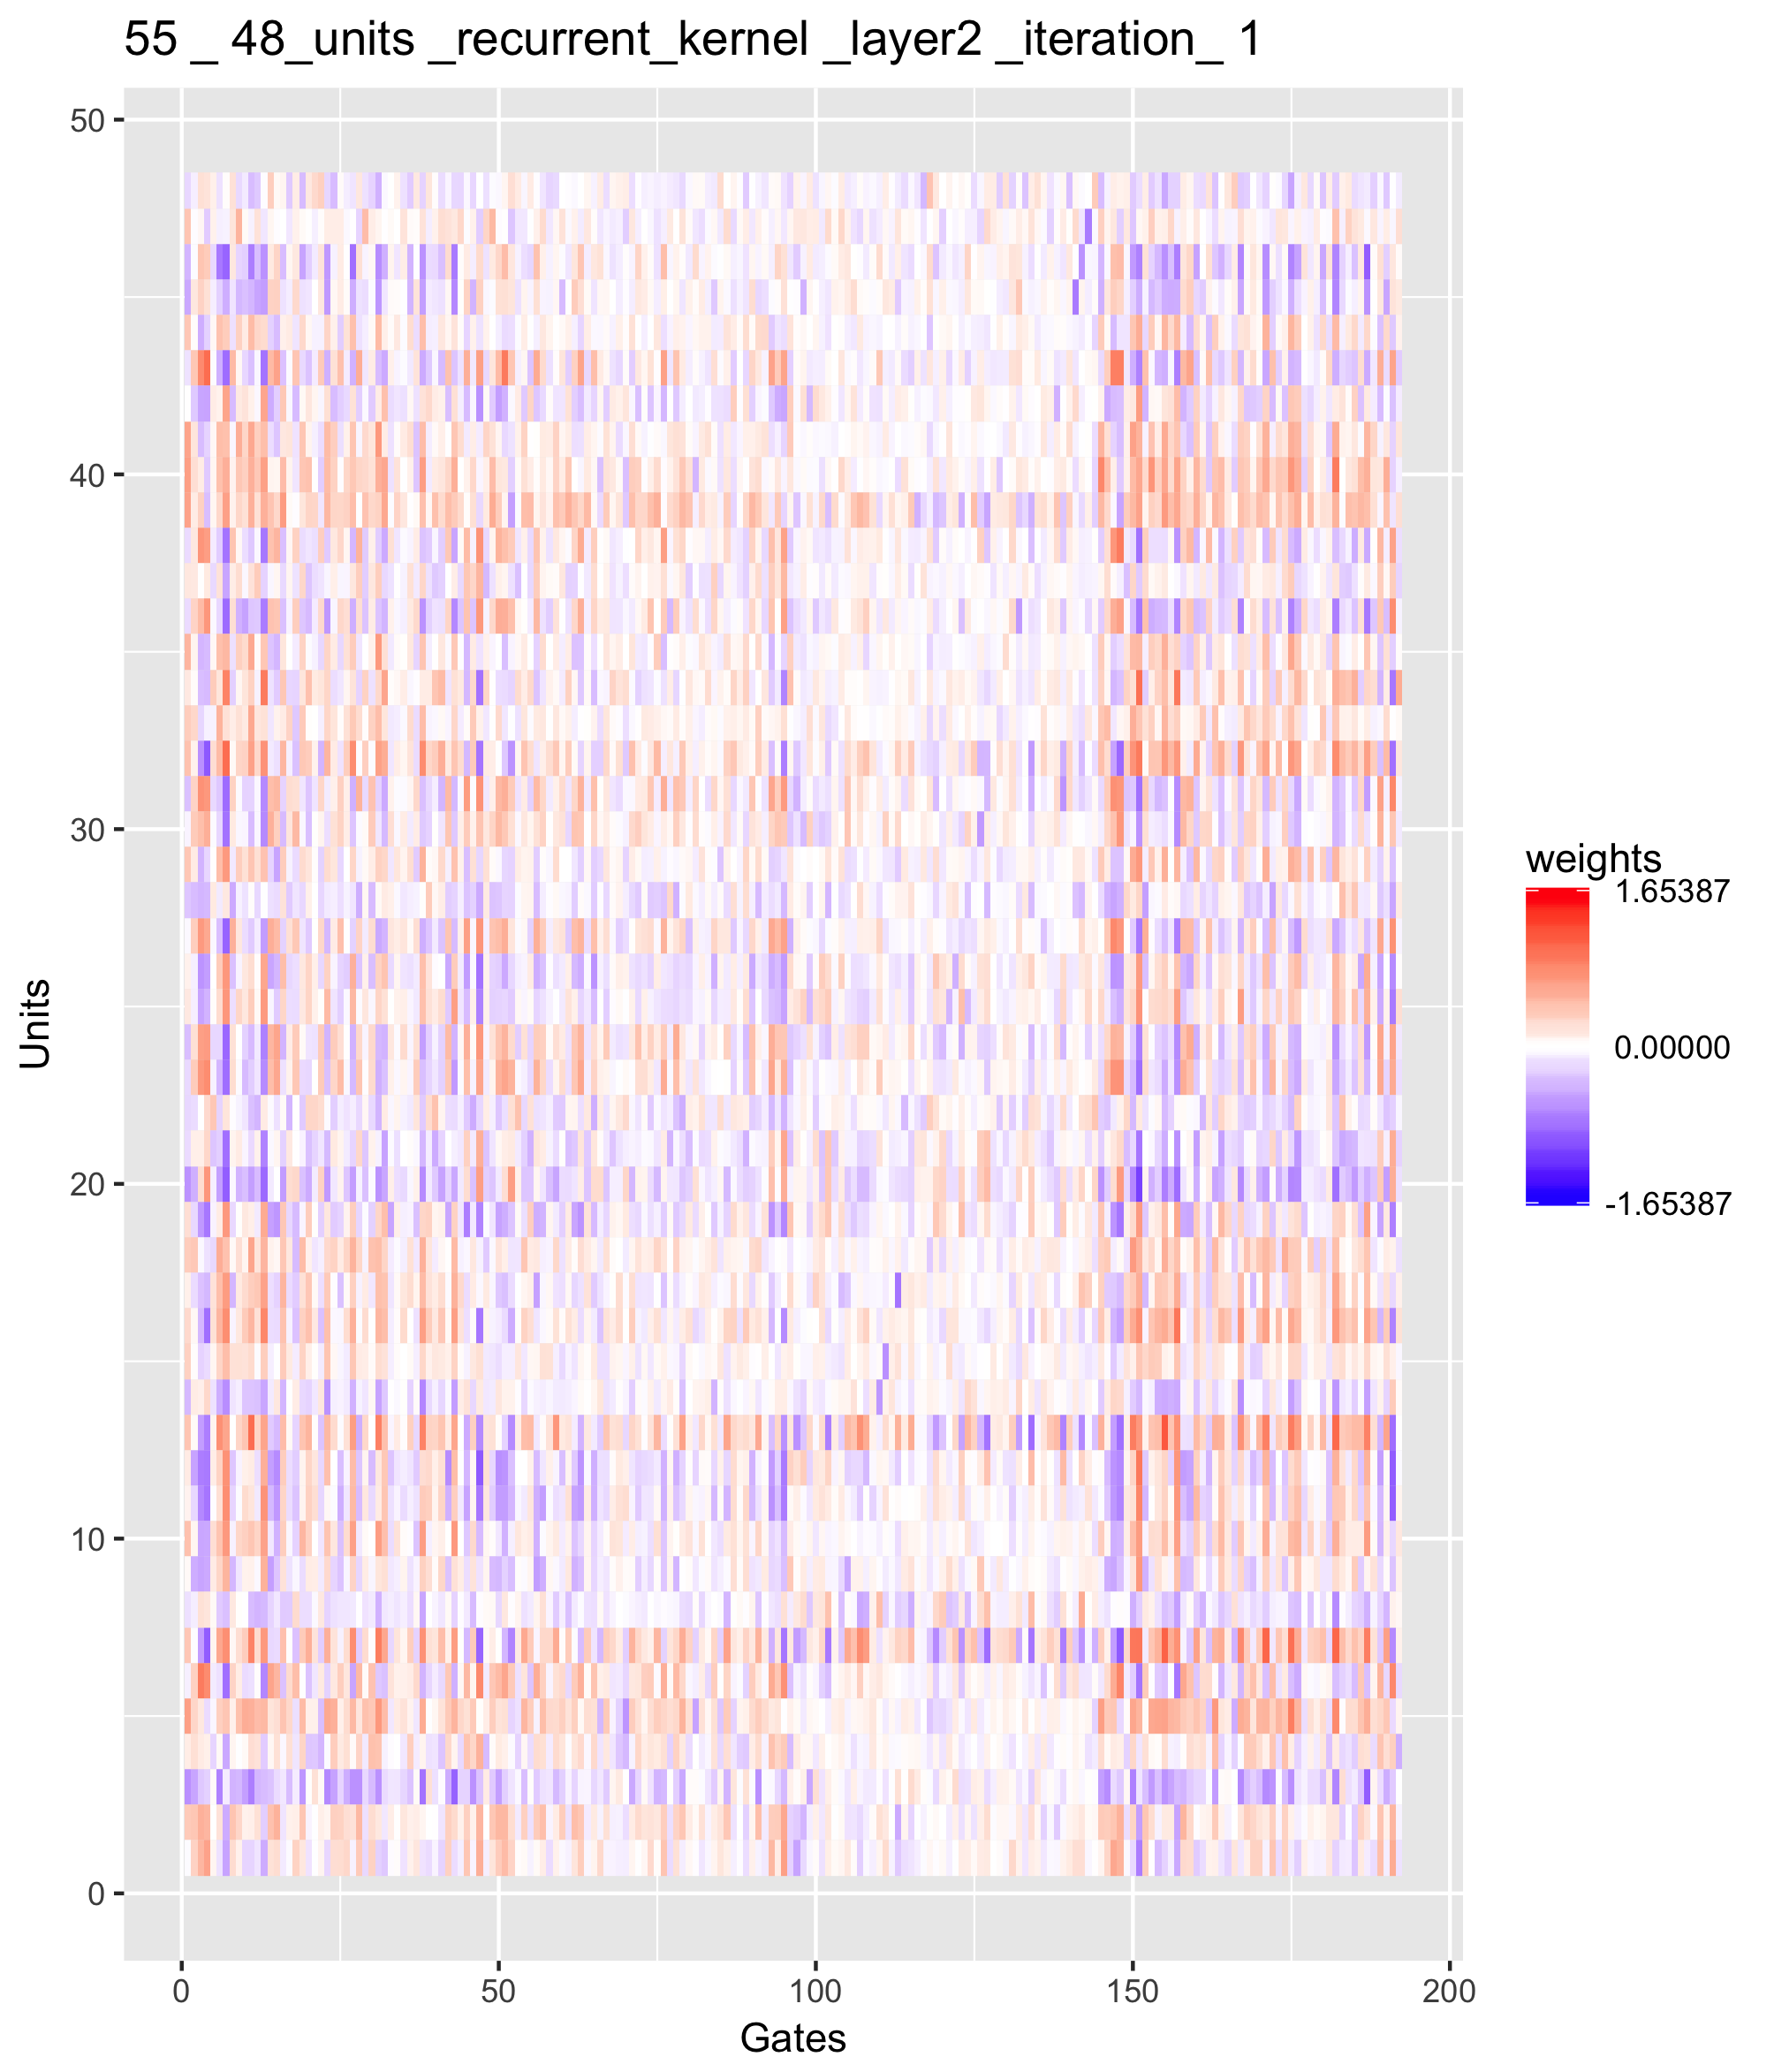 55 _ 48_units _recurrent_kernel _layer2 _iteration_ 1
50
40
30
20
10
0
Units
0 50 100 150 200
Gates
weights
1.65387
0.00000
-1.65387